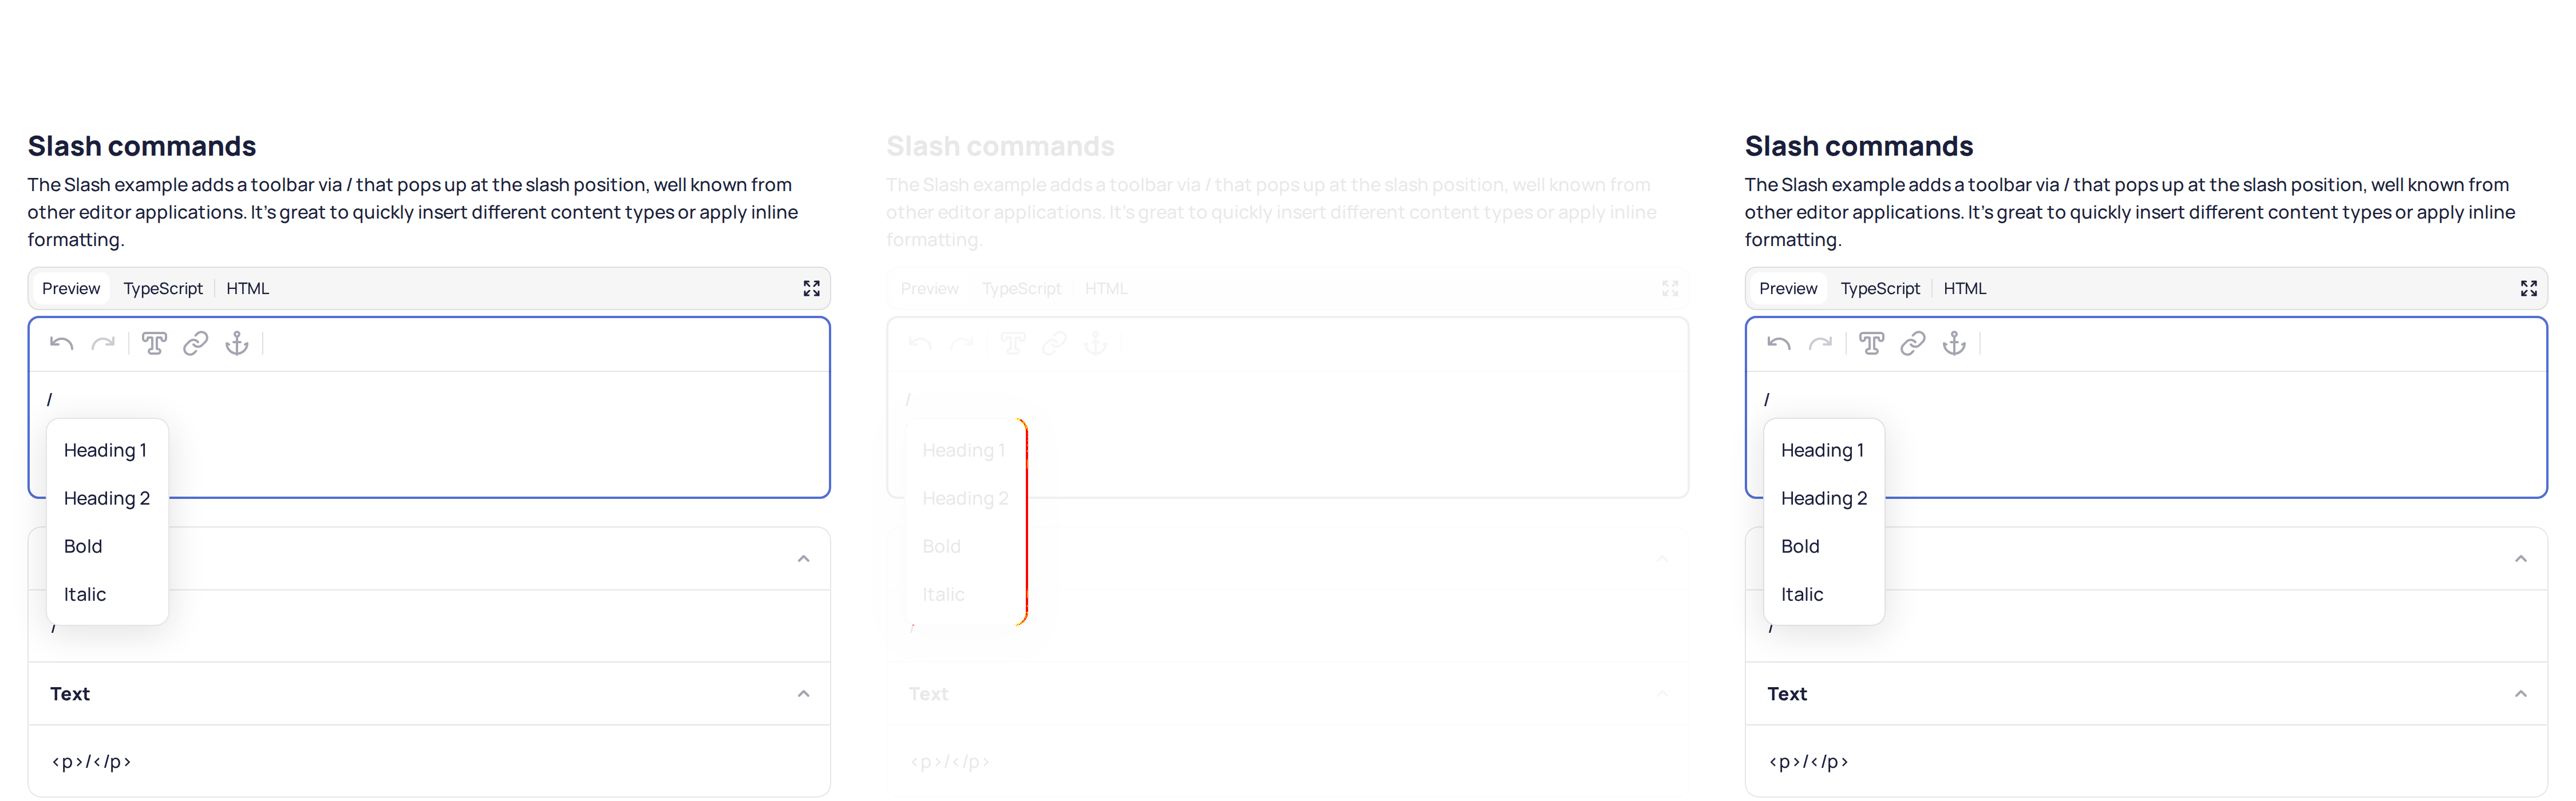 Slash commands
The Slash example adds a toolbar via / that pops up at the slash position, well known from
other editor applications. It's great to quickly insert different content types or apply inline
formatting.
Preview TypeScript HTML
/
Heading 1
Heading 2
Bold
Italic
/
Text
<p>/</p>
Slash commands
The Slash example adds a toolbar via / that pops up at the slash position, well known from
other editor applications. It's great to quickly insert different content types or apply inline
formatting.
Preview TypeScript HTML
/
Heading 1
Heading 2
Bold
Italic
/
Text
<p>/</p>
Slash commands
The Slash example adds a toolbar via / that pops up at the slash position, well known from
other editor applications. It's great to quickly insert different content types or apply inline
formatting.
Preview TypeScript HTML
/
Heading 1
Heading 2
Bold
Italic
/
Text
<p>/</p>